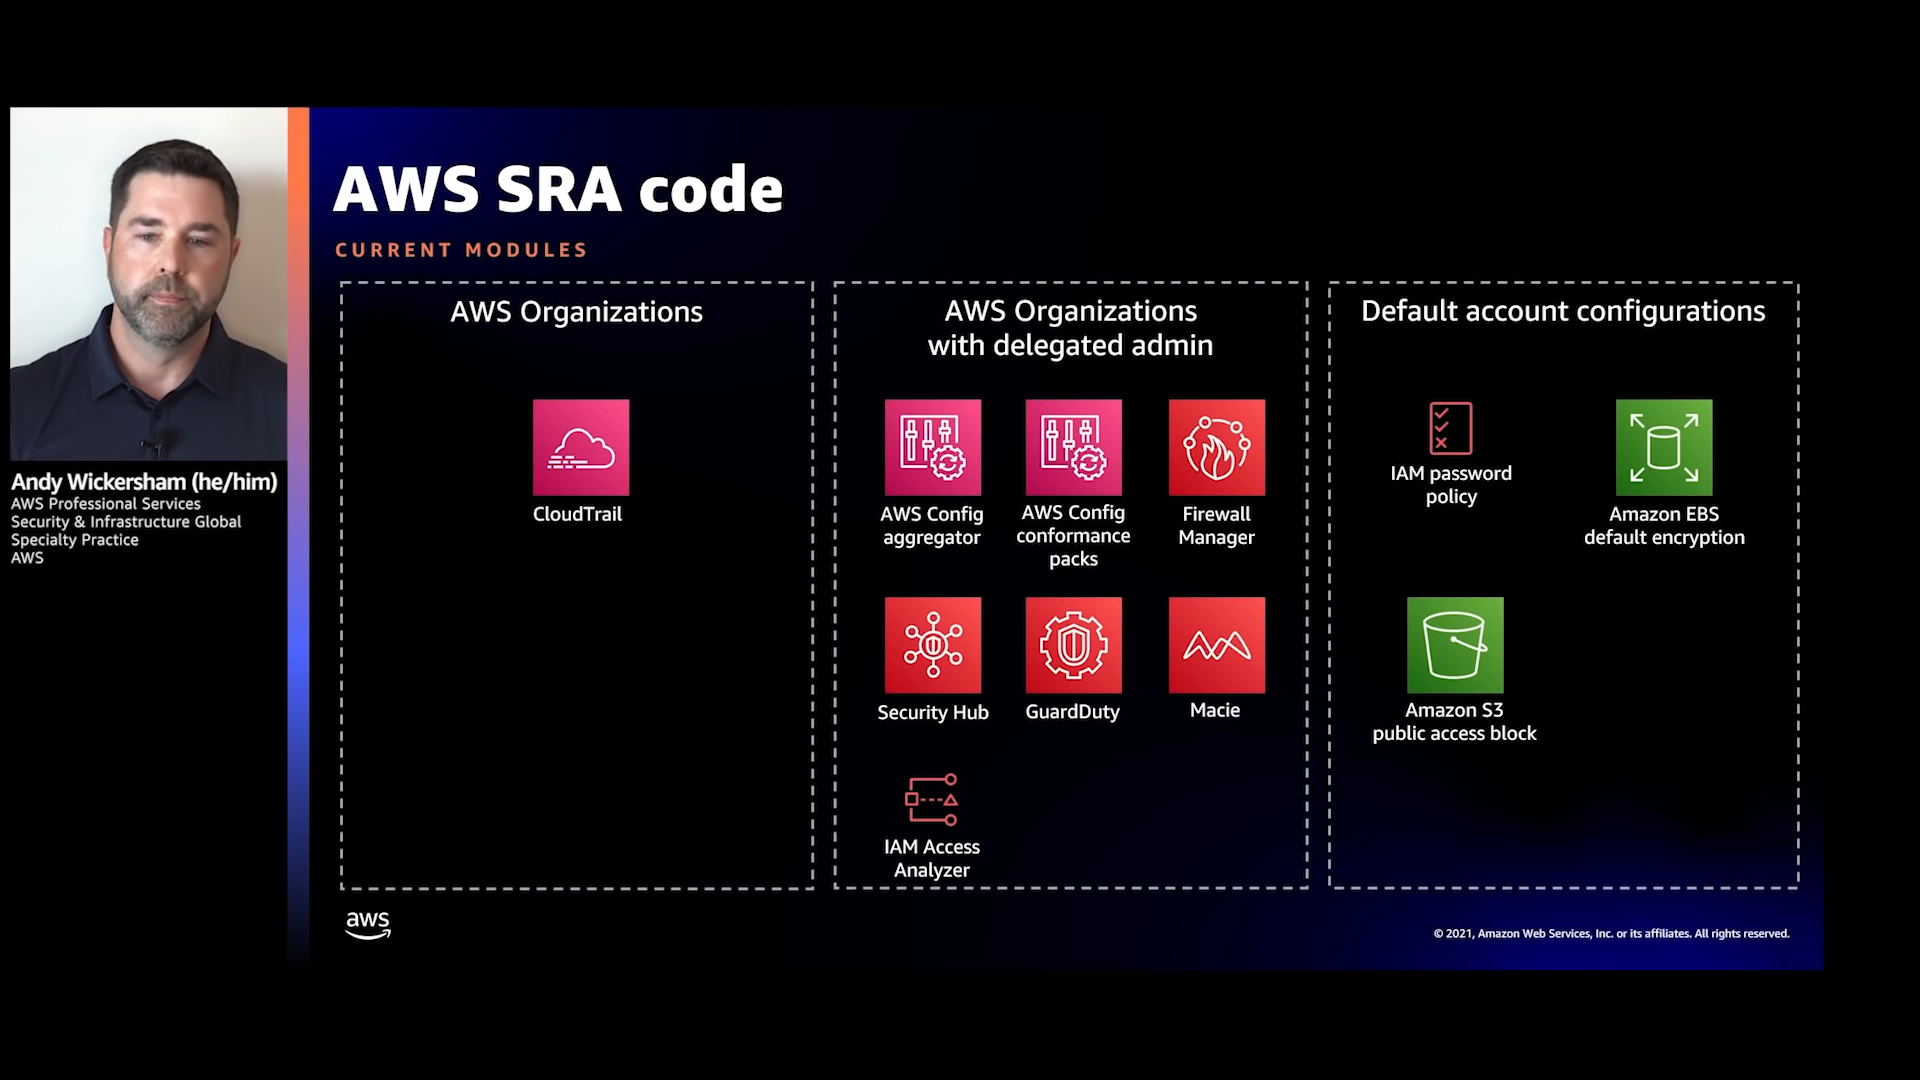 AWS SRA code
CURRENT MODULES
Andy Wickersham (he/him)
AWS Professional Services
Security & Infrastructure Global
Specialty Practice
AWS
AWS Organizations
CloudTrail
AWS Organizations
with delegated admin
AWS Config
aggregator
AWS Config
conformance
packs
Firewall
Manager
Security Hub
GuardDuty
Macie
IAM Access
Analyzer
Default account configurations
IAM password
policy
Amazon EBS
default encryption
Amazon S3
public access block
aws
© 2021, Amazon Web Services, Inc. or its affiliates. All rights reserved.